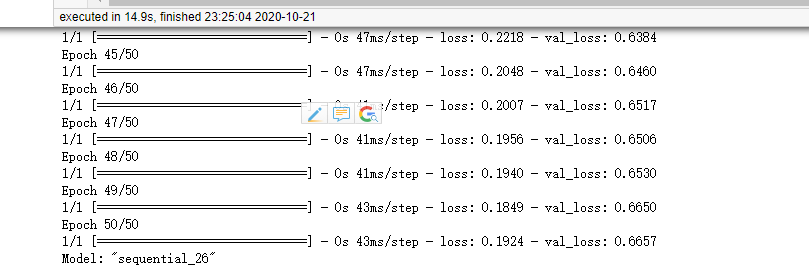 executed in 14.9s, finished 23:25:04 2020-10-21
1/1 [==============================] - 0s 47ms/step - loss: 0.2218 - val_loss: 0.6384
Epoch 45/50
1/1 [==============================] - 0s 47ms/step - loss: 0.2048 - val_loss: 0.6460
Epoch 46/50
1/1 [==============================] - 0s ms/step - loss: 0.2007 - val_loss: 0.6517
Epoch 47/50
1/1 [==============================] - 0s 41ms/step - loss: 0.1956 - val_loss: 0.6506
Epoch 48/50
1/1 [==============================] - 0s 41ms/step - loss: 0.1940 - val_loss: 0.6530
Epoch 49/50
1/1 [==============================] - 0s 43ms/step - loss: 0.1849 - val_loss: 0.6650
Epoch 50/50
1/1 [==============================] - 0s 43ms/step - loss: 0.1924 - val_loss: 0.6657
Model: "sequential_26"